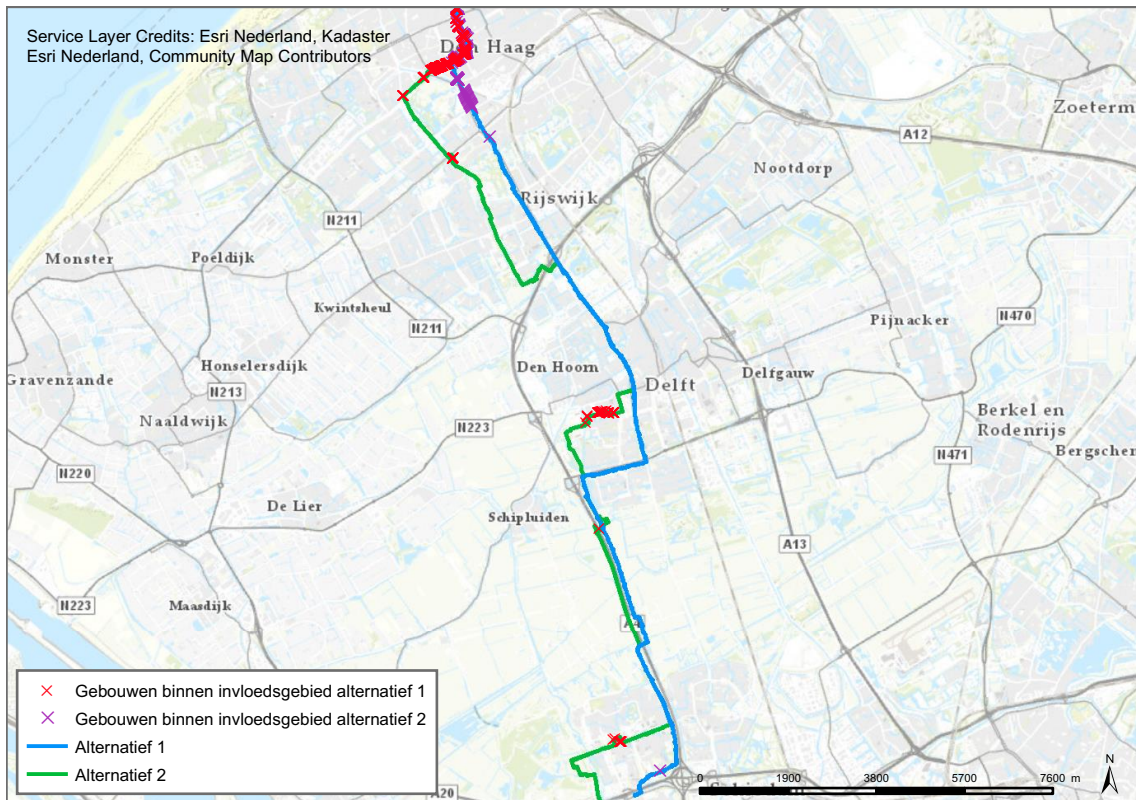 Service Layer Credits: Esri Nederland, Kadaster
Esri Nederland, Community Map Contributors
Den Haag
Zoeterm
A12
Nootdorp
Rijswijk
N211
Monster
Poeldijk
Kwintsheul
N211
N470
Pijnacker
Honselersdijk
Den Hoorn
Delft
Delfgauw
Gravenzande
N213
Naaldwijk
N223
Berkel en
Rodenrijs
N471
Bergschen
N220
De Lier
Schipluiden
A13
N223
Maasdijk
A4
Gebouwen binnen invloedsgebied alternatief 1
Gebouwen binnen invloedsgebied alternatief 2
Alternatief 1
Alternatief 2
A20
0 1900 3800 5700 7600 m
N